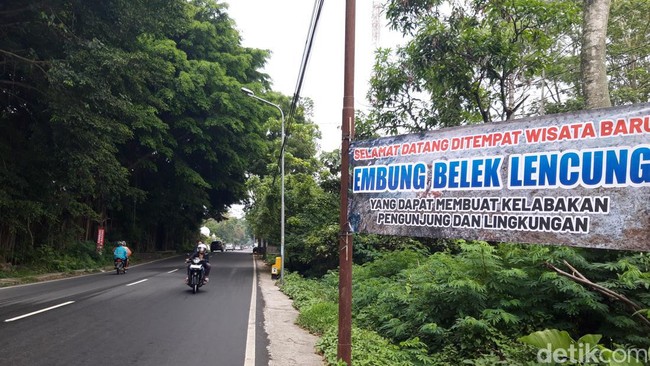 SELAMAT DATANG DITEMPAT WISATA BARU
EMBUNG BELEK LENCUNG
YANG DAPAT MEMBUAT KELABAKAN
PENGUNJUNG DAN LINGKUNGAN
detikcom